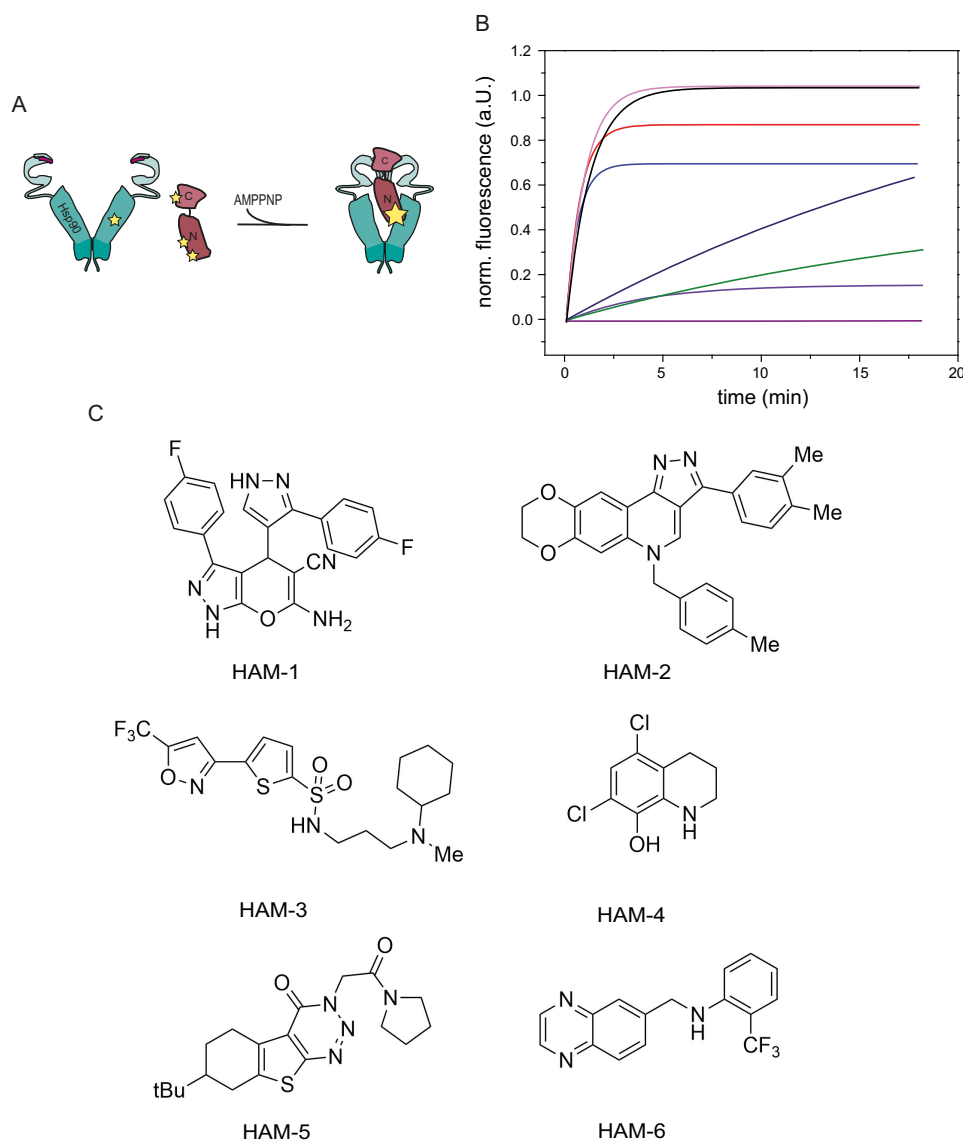 A
Hsp90
C
N
AMPPNP
C
N
B
norm. fluorescence (a.U.)
1.2
1.0
0.8
0.6
0.4
0.2
0.0
0
5
10
15
20
time (min)
C
F
HN
N
F
CN
N
N
H
O
NH2
HAM-1
N
N
Me
Me
O
O
N
Me
HAM-2
F3C
O
N
S
O
O
S
HN
N
Me
HAM-3
Cl
Cl
N
H
OH
HAM-4
O
O
N
N
N
N
S
tBu
HAM-5
N
N
N
H
CF3
HAM-6